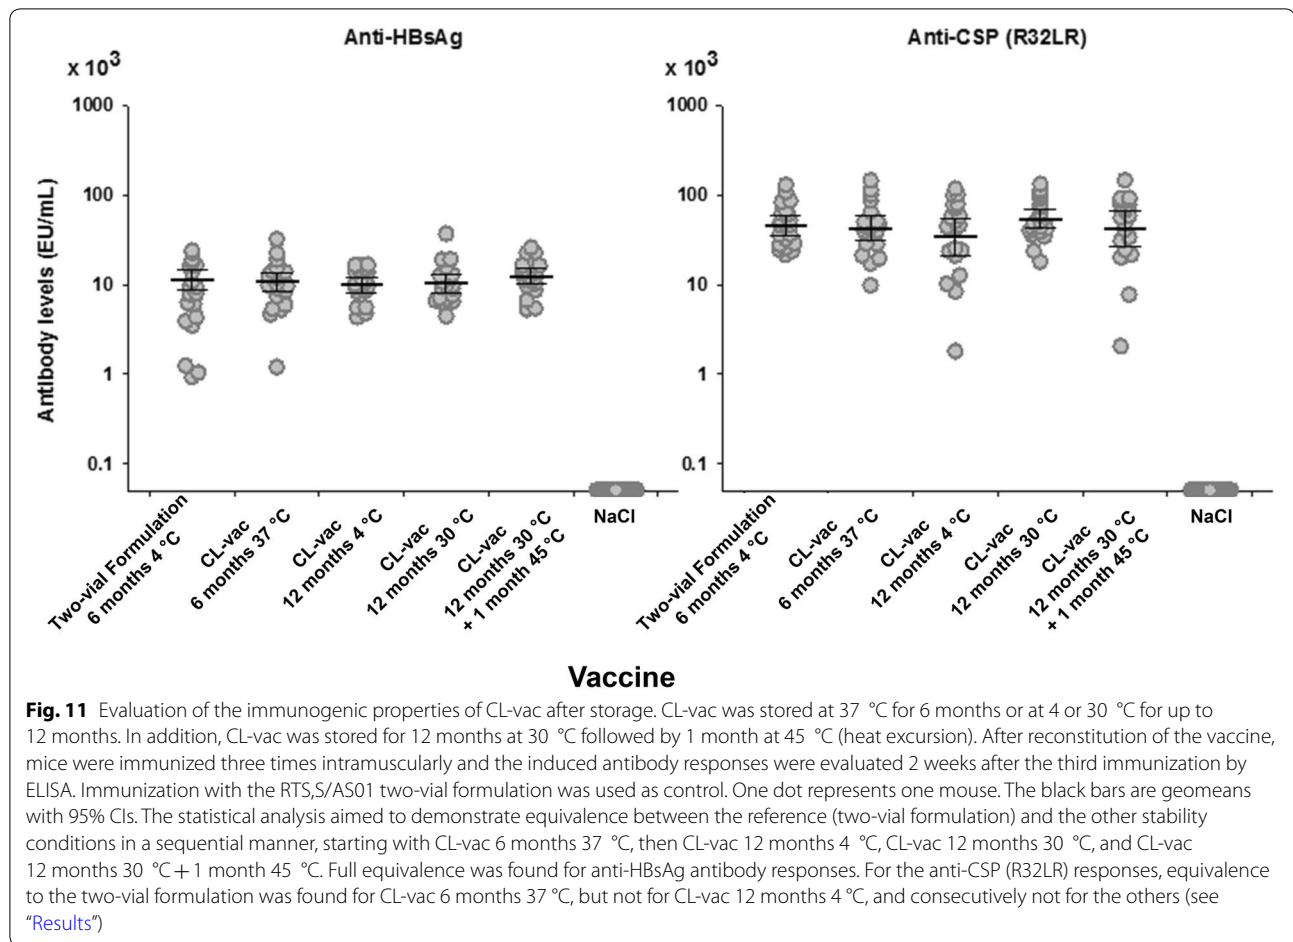 Anti-HBsAg
Anti-CSP (R32LR)
x 10³
x 10³
1000
100
10
1
0.1
1000
100
10
1
0.1
Antibody levels (EU/mL)
Two-vial Formulation
6 months 4 °C
CL-vac
6 months 37 °C
CL-vac
12 months 4 °C
CL-vac
12 months 30 °C
CL-vac
12 months 30 °C
+ 1 month 45 °C
NaCl
Two-vial Formulation
6 months 4 °C
CL-vac
6 months 37 °C
CL-vac
12 months 4 °C
CL-vac
12 months 30 °C
CL-vac
12 months 30 °C
+ 1 month 45 °C
NaCl
Vaccine
Fig. 11 Evaluation of the immunogenic properties of CL-vac after storage. CL-vac was stored at 37 °C for 6 months or at 4 or 30 °C for up to
12 months. In addition, CL-vac was stored for 12 months at 30 °C followed by 1 month at 45 °C (heat excursion). After reconstitution of the vaccine,
mice were immunized three times intramuscularly and the induced antibody responses were evaluated 2 weeks after the third immunization by
ELISA. Immunization with the RTS,S/AS01 two-vial formulation was used as control. One dot represents one mouse. The black bars are geomeans
with 95% CIs. The statistical analysis aimed to demonstrate equivalence between the reference (two-vial formulation) and the other stability
conditions in a sequential manner, starting with CL-vac 6 months 37 °C, then CL-vac 12 months 4 °C, CL-vac 12 months 30 °C, and CL-vac
12 months 30 °C + 1 month 45 °C. Full equivalence was found for anti-HBsAg antibody responses. For the anti-CSP (R32LR) responses, equivalence
to the two-vial formulation was found for CL-vac 6 months 37 °C, but not for CL-vac 12 months 4 °C, and consecutively not for the others (see
“Results”)